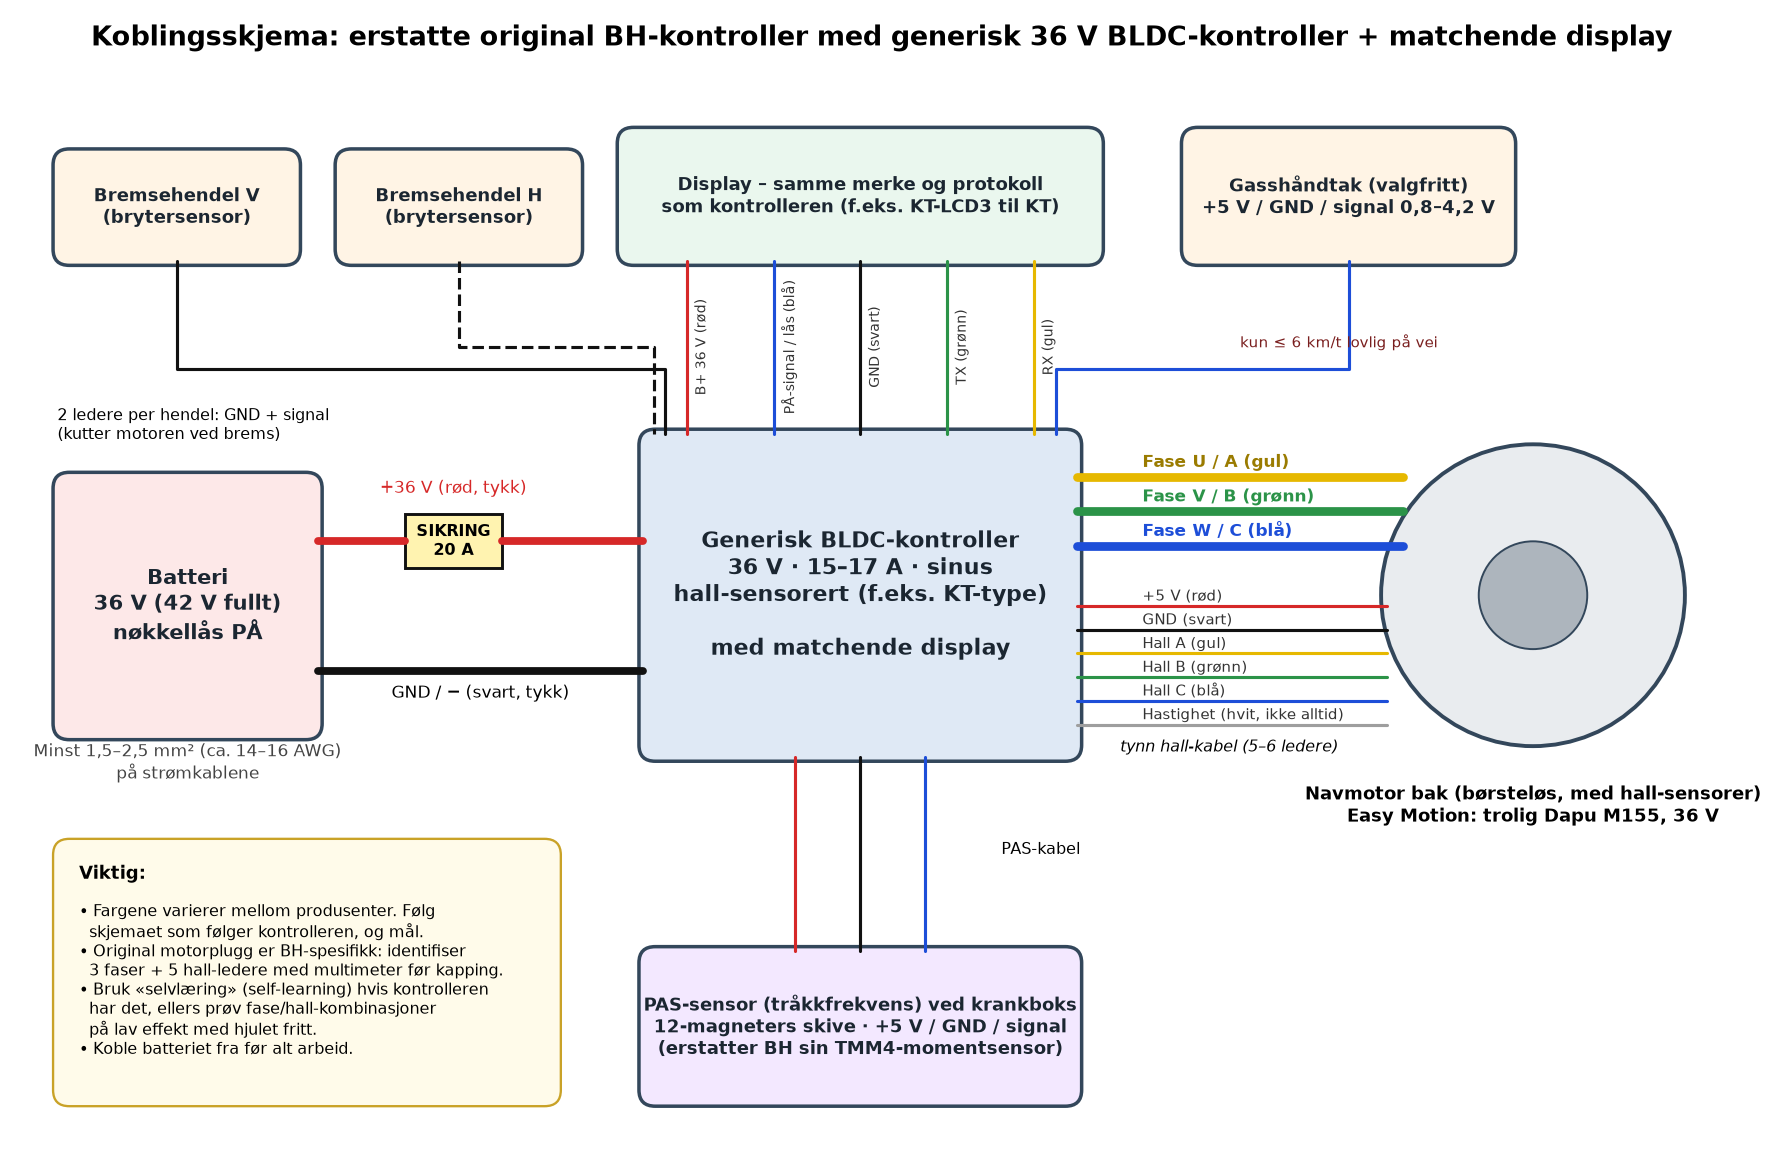 Koblingsskjema: erstatte original BH-kontroller med generisk 36 V BLDC-kontroller + matchende display
Bremsehendel V
(brytersensor)
Bremsehendel H
(brytersensor)
Display – samme merke og protokoll
som kontrolleren (f.eks. KT-LCD3 til KT)
Gasshåndtak (valgfritt)
+5 V / GND / signal 0,8–4,2 V
B+ 36 V (rød)
PÅ-signal / lås (blå)
GND (svart)
TX (grønn)
RX (gul)
kun ≤ 6 km/t lovlig på vei
2 ledere per hendel: GND + signal
(kutter motoren ved brems)
Batteri
36 V (42 V fullt)
nøkkellås PÅ
+36 V (rød, tykk)
SIKRING
20 A
GND / − (svart, tykk)
Minst 1,5–2,5 mm² (ca. 14–16 AWG)
på strømkablene
Generisk BLDC-kontroller
36 V · 15–17 A · sinus
hall-sensorert (f.eks. KT-type)
med matchende display
Fase U / A (gul)
Fase V / B (grønn)
Fase W / C (blå)
+5 V (rød)
GND (svart)
Hall A (gul)
Hall B (grønn)
Hall C (blå)
Hastighet (hvit, ikke alltid)
tynn hall-kabel (5–6 ledere)
Navmotor bak (børsteløs, med hall-sensorer)
Easy Motion: trolig Dapu M155, 36 V
PAS-kabel
Viktig:
• Fargene varierer mellom produsenter. Følg
skjemaet som følger kontrolleren, og mål.
• Original motorplugg er BH-spesifikk: identifiser
3 faser + 5 hall-ledere med multimeter før kapping.
• Bruk «selvlæring» (self-learning) hvis kontrolleren
har det, ellers prøv fase/hall-kombinasjoner
på lav effekt med hjulet fritt.
• Koble batteriet fra før alt arbeid.
PAS-sensor (tråkkfrekvens) ved krankboks
12-magneters skive · +5 V / GND / signal
(erstatter BH sin TMM4-momentsensor)